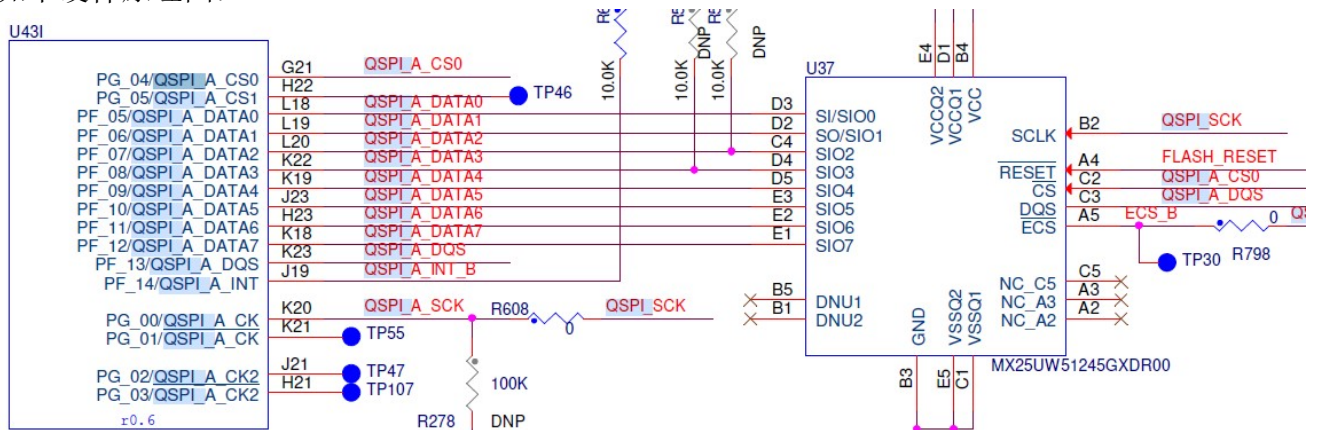 U43I
PG_04/QSPI_A_CS0
PG_05/QSPI_A_CS1
PF_05/QSPI_A_DATA0
PF_06/QSPI_A_DATA1
PF_07/QSPI_A_DATA2
PF_08/QSPI_A_DATA3
PF_09/QSPI_A_DATA4
PF_10/QSPI_A_DATA5
PF_11/QSPI_A_DATA6
PF_12/QSPI_A_DATA7
PF_13/QSPI_A_DQS
PF_14/QSPI_A_INT
PG_00/QSPI_A_CK
PG_01/QSPI_A_CK
PG_02/QSPI_A_CK2
PG_03/QSPI_A_CK2
r0.6
G21
H22
L18
L19
L20
K22
K19
J23
H23
K18
K23
J19
K20
K21
J21
H21
QSPI_A_CS0
TP46
QSPI_A_DATA0
QSPI_A_DATA1
QSPI_A_DATA2
QSPI_A_DATA3
QSPI_A_DATA4
QSPI_A_DATA5
QSPI_A_DATA6
QSPI_A_DATA7
QSPI_A_DQS
QSPI_A_INT_B
QSPI_A_SCK
R608
0
QSPI_SCK
TP55
TP47
TP107
100K
R278
DNP
10.0K
10.0K
DNP
10.0K
DNP
U37
D3
D2
C4
D4
D5
E3
E2
E1
B5
B1
SI/SIO0
SO/SIO1
SIO2
SIO3
SIO4
SIO5
SIO6
SIO7
DNU1
DNU2
E4
D1
B4
VCCQ2
VCCQ1
VCC
SCLK
RESET
CS
DQS
ECS
NC_C5
NC_A3
NC_A2
GND
VSSQ2
VSSQ1
B3
E5
C1
B2
A4
C2
C3
A5
C5
A3
A2
QSPI_SCK
FLASH_RESET
QSPI_A_CS0
QSPI_A_DQS
ECS_B
0
TP30
R798
MX25UW51245GXDR00